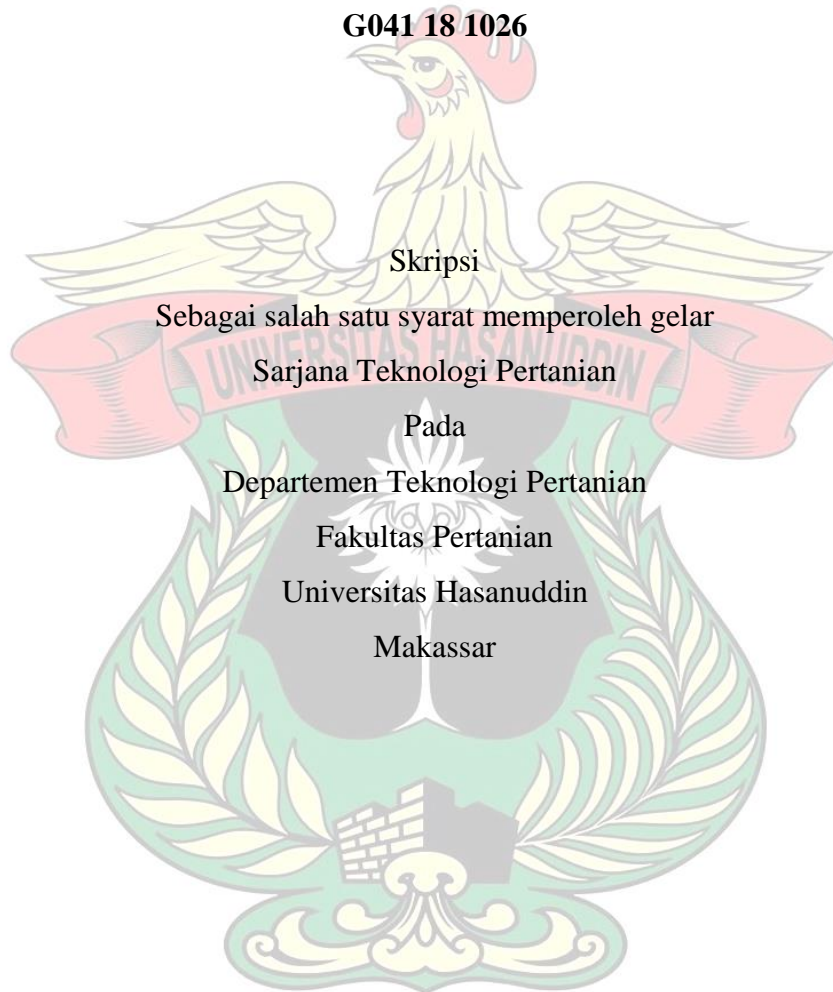 G041 18 1026
Skripsi
Sebagai salah satu syarat memperoleh gelar
UNIVERSITAS HASANUDDIN
Sarjana Teknologi Pertanian
Pada
Departemen Teknologi Pertanian
Fakultas Pertanian
Universitas Hasanuddin
Makassar